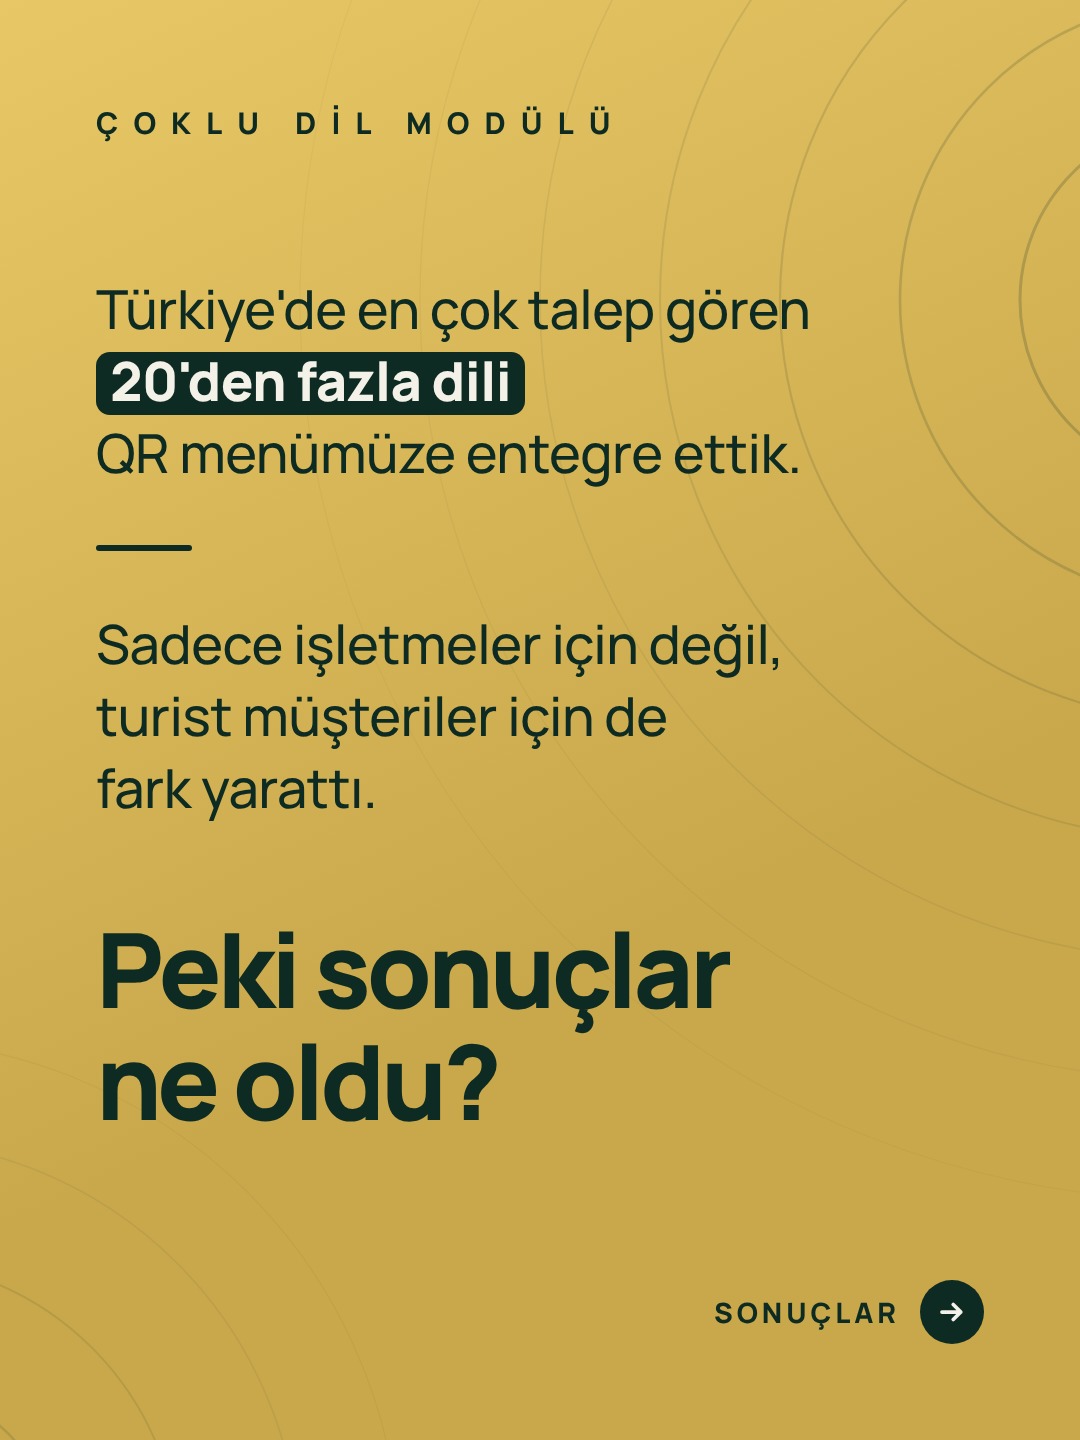 ÇOKLU DİL MODÜLÜ
Türkiye'de en çok talep gören
20'den fazla dili
QR menümüze entegre ettik.
Sadece işletmeler için değil,
turist müşteriler için de
fark yarattı.
Peki sonuçlar
ne oldu?
SONUÇLAR